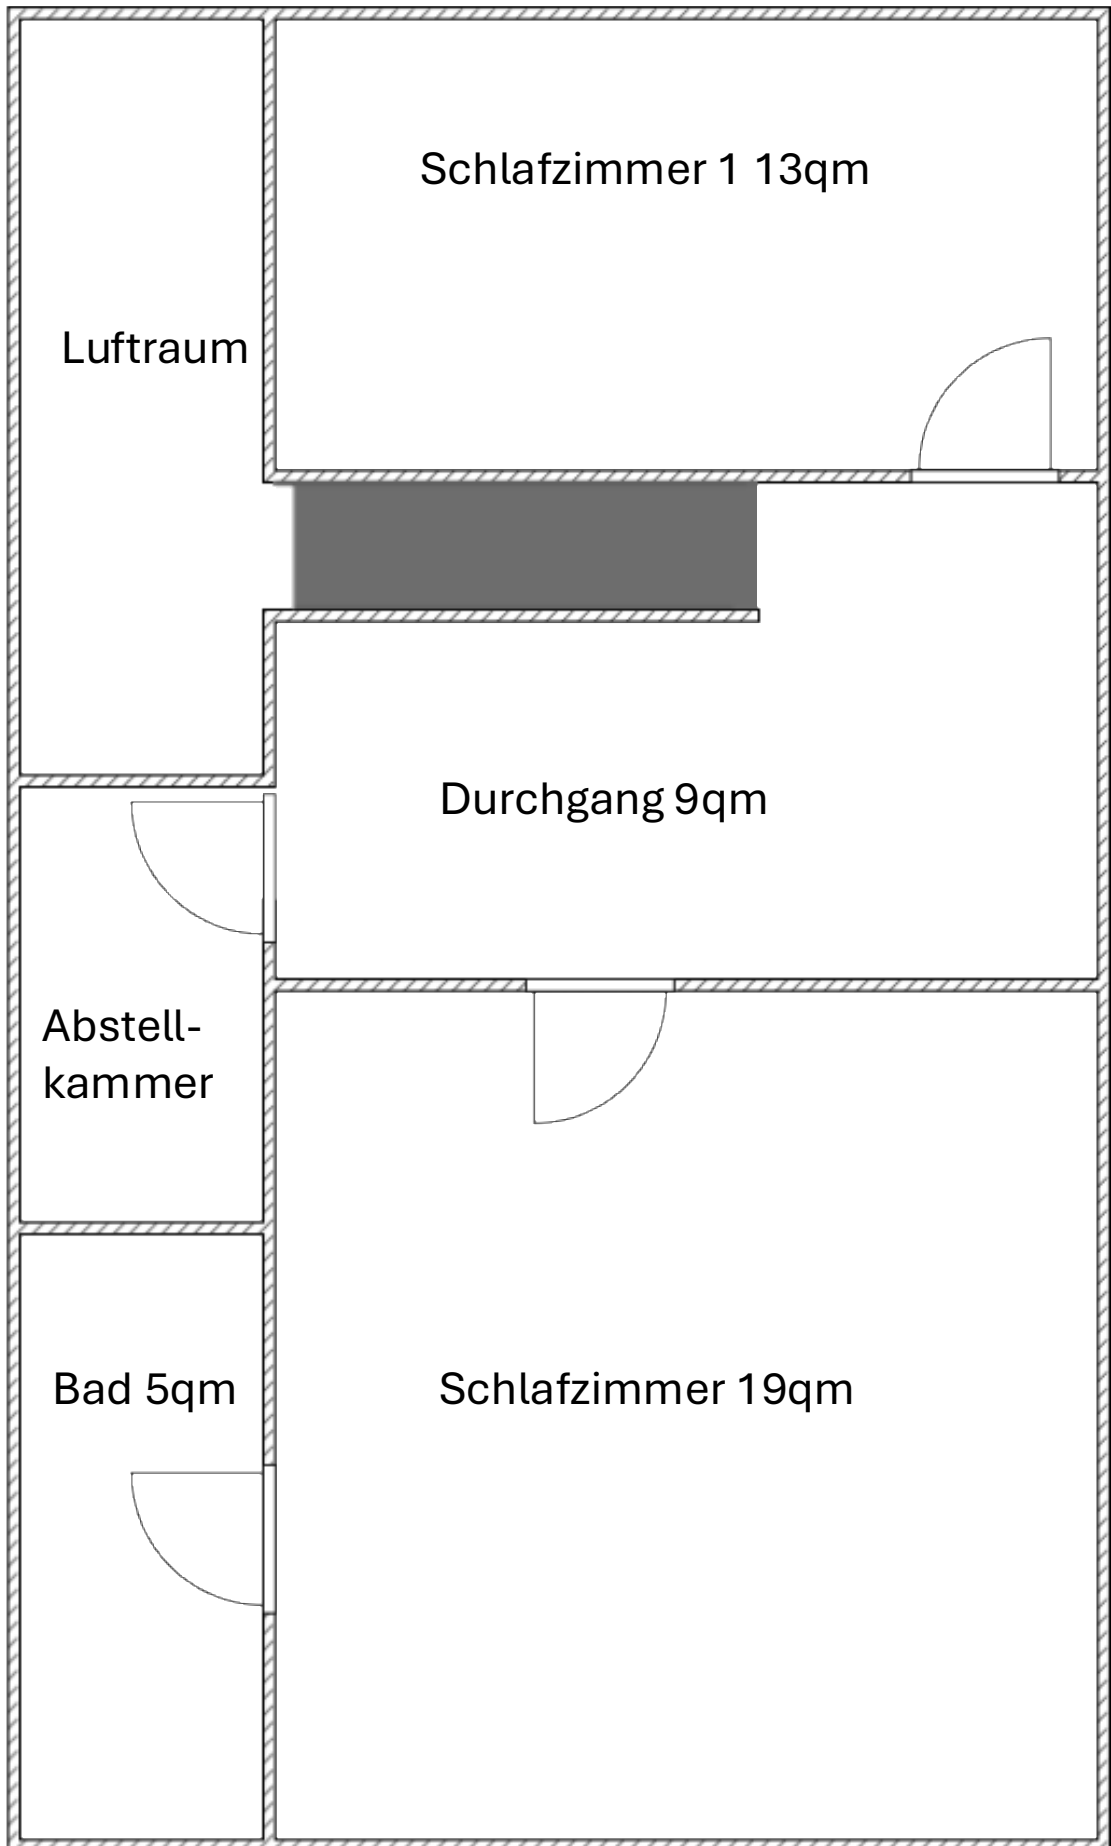 Schlafzimmer 1 13qm
Luftraum
Durchgang 9qm
Abstell-
kammer
Bad 5qm
Schlafzimmer 19qm